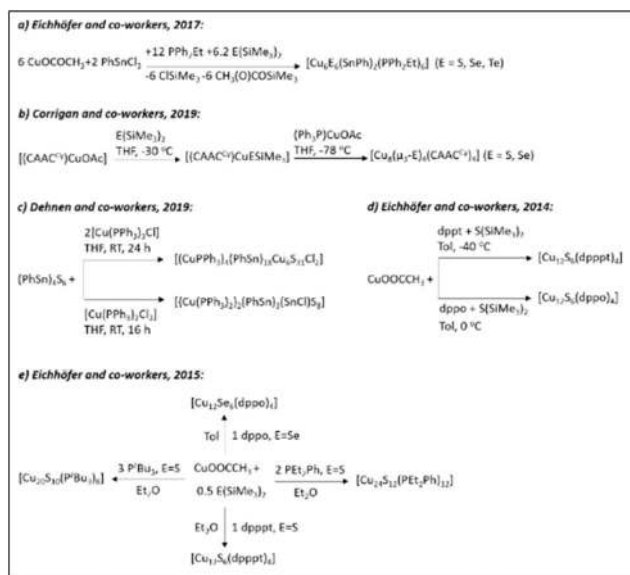 a) Eichhöfer and co-workers, 2017:
+12 PPh₂Et +6.2 E(SiMe₃)₂
6 CuOCOCH₃+2 PhSnCl₃ [Cu₆E₆(SnPh)₂(PPh₂Et)₆] (E = S, Se, Te)
-6 ClSiMe₃ -6 CH₃(O)COSiMe₃
b) Corrigan and co-workers, 2019:
E(SiMe₃)₂ (Ph₃P)CuOAc
[(CAACᶜʸ)CuOAc] [(CAACᶜʸ)CuESiMe₃] [Cu₈(μ₃-E)₄(CAACᶜʸ)₄] (E = S, Se)
THF, -30 °C THF, -78 °C
c) Dehnen and co-workers, 2019:
2[Cu(PPh₃)₃Cl]
THF, RT, 24 h
[(CuPPh₃)₄(PhSn)₁₈Cu₆S₃₁Cl₂]
(PhSn)₄S₆ +
[{Cu(PPh₃)₂}₂(PhSn)₂(SnCl)S₈]
[Cu(PPh₃)₂Cl₂]
THF, RT, 16 h
d) Eichhöfer and co-workers, 2014:
dppt + S(SiMe₃)₂
Tol, -40 °C
[Cu₁₂S₆(dpppt)₄]
CuOOCCH₃ +
[Cu₁₂S₆(dppo)₄]
dppo + S(SiMe₃)₂
Tol, 0 °C
e) Eichhöfer and co-workers, 2015:
[Cu₁₂Se₆(dppo)₄]
Tol 1 dppo, E=Se
3 PᵗBu₃, E=S CuOOCCH₃ + 2 PEt₂Ph, E=S
[Cu₂₀S₁₀(PᵗBu₃)₈] [Cu₂₄S₁₂(PEt₂Ph)₁₂]
Et₂O 0.5 E(SiMe₃)₂ Et₂O
Et₂O 1 dpppt, E=S
[Cu₁₂S₆(dpppt)₄]